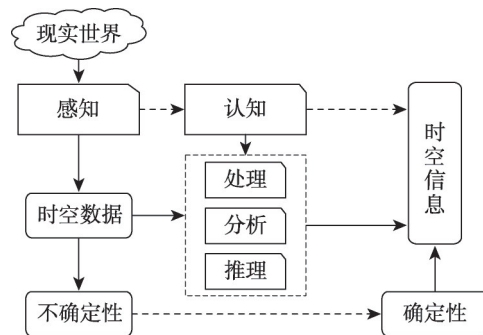 现实世界
感知
认知
时空信息
处理
时空数据
分析
推理
不确定性
确定性